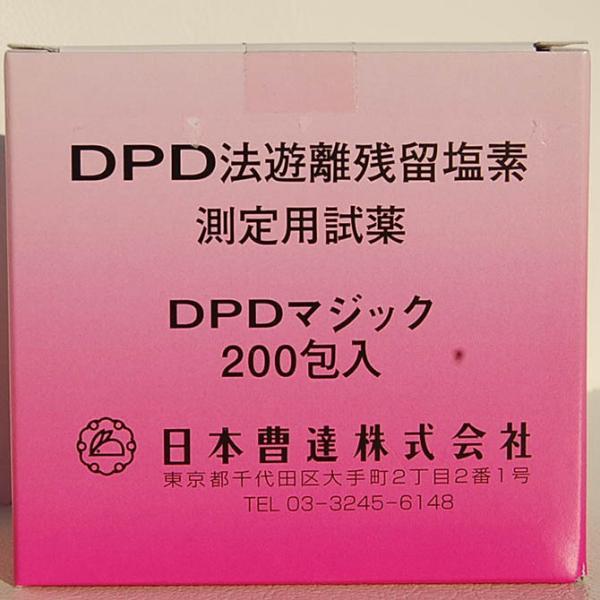 DPD法遊離残留塩素
測定用試薬
DPDマジック
200包入
日本曹達株式会社
東京都千代田区大手町2丁目2番1号
TEL 03-3245-6148